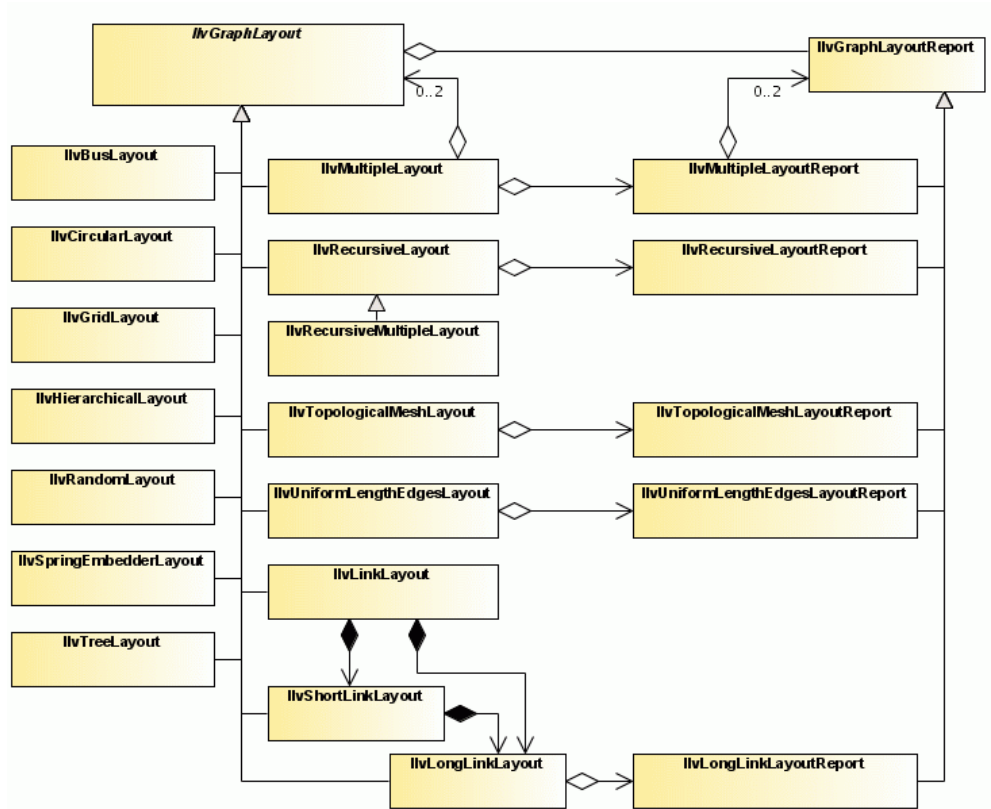 IlvGraphLayout
IlvGraphLayoutReport
0..2
0..2
IlvBusLayout
IlvMultipleLayout
IlvMultipleLayoutReport
IlvCircularLayout
IlvRecursiveLayout
IlvRecursiveLayoutReport
IlvGridLayout
IlvRecursiveMultipleLayout
IlvHierarchicalLayout
IlvTopologicalMeshLayout
IlvTopologicalMeshLayoutReport
IlvRandomLayout
IlvUniformLengthEdgesLayout
IlvUniformLengthEdgesLayoutReport
IlvSpringEmbedderLayout
IlvLinkLayout
IlvTreeLayout
IlvShortLinkLayout
IlvLongLinkLayout
IlvLongLinkLayoutReport